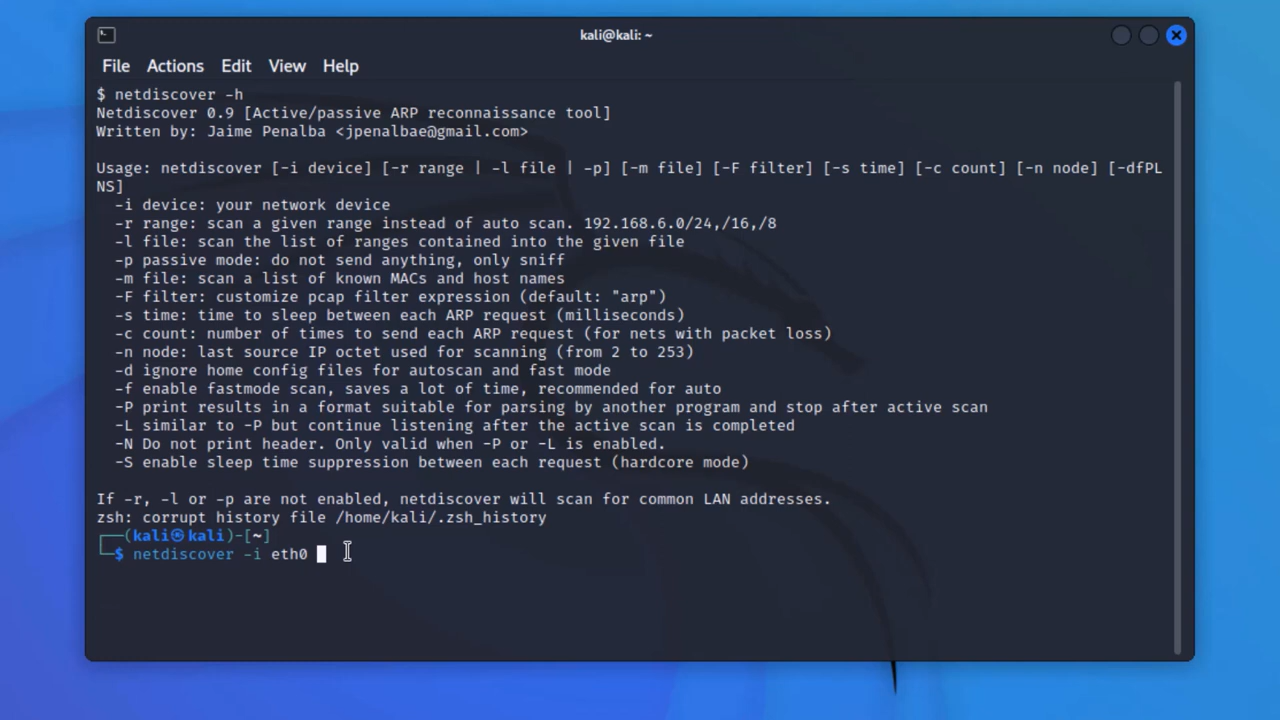 kali@kali: ~
File Actions Edit View Help
$ netdiscover -h
Netdiscover 0.9 [Active/passive ARP reconnaissance tool]
Written by: Jaime Penalba <jpenalbae@gmail.com>
Usage: netdiscover [-i device] [-r range | -l file | -p] [-m file] [-F filter] [-s time] [-c count] [-n node] [-dfPL
NS]
-i device: your network device
-r range: scan a given range instead of auto scan. 192.168.6.0/24,/16,/8
-l file: scan the list of ranges contained into the given file
-p passive mode: do not send anything, only sniff
-m file: scan a list of known MACs and host names
-F filter: customize pcap filter expression (default: "arp")
-s time: time to sleep between each ARP request (milliseconds)
-c count: number of times to send each ARP request (for nets with packet loss)
-n node: last source IP octet used for scanning (from 2 to 253)
-d ignore home config files for autoscan and fast mode
-f enable fastmode scan, saves a lot of time, recommended for auto
-P print results in a format suitable for parsing by another program and stop after active scan
-L similar to -P but continue listening after the active scan is completed
-N Do not print header. Only valid when -P or -L is enabled.
-S enable sleep time suppression between each request (hardcore mode)
If -r, -l or -p are not enabled, netdiscover will scan for common LAN addresses.
zsh: corrupt history file /home/kali/.zsh_history
┌──(kali㉿kali)-[~]
└─$ netdiscover -i eth0